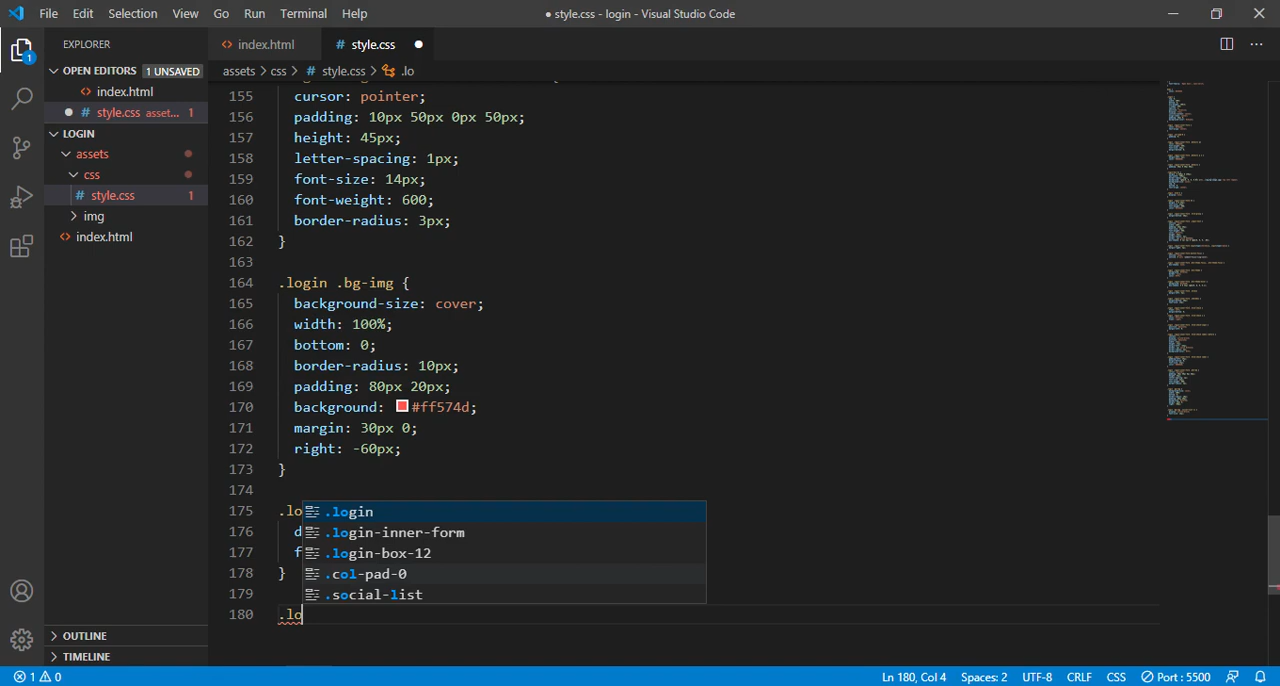 File Edit Selection View Go Run Terminal Help ● style.css - login - Visual Studio Code
EXPLORER
OPEN EDITORS 1 UNSAVED
index.html
style.css asset... 1
LOGIN
assets
css
style.css 1
img
index.html
OUTLINE
TIMELINE
index.html # style.css
assets > css > # style.css > .lo
155 cursor: pointer;
156 padding: 10px 50px 0px 50px;
157 height: 45px;
158 letter-spacing: 1px;
159 font-size: 14px;
160 font-weight: 600;
161 border-radius: 3px;
162 }
163
164 .login .bg-img {
165 background-size: cover;
166 width: 100%;
167 bottom: 0;
168 border-radius: 10px;
169 padding: 80px 20px;
170 background: #ff574d;
171 margin: 30px 0;
172 right: -60px;
173 }
174
175 .lo
176 d
177 f
178 }
179
180 .lo
.login
.login-inner-form
.login-box-12
.col-pad-0
.social-list
1 0 Ln 180, Col 4 Spaces: 2 UTF-8 CRLF CSS Port : 5500